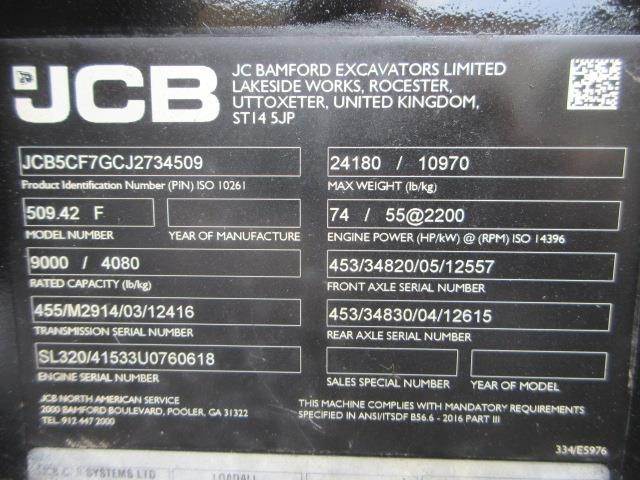 JCB
JC BAMFORD EXCAVATORS LIMITED
LAKESIDE WORKS, ROCESTER,
UTTOXETER, UNITED KINGDOM,
ST14 5JP
JCB5CF7GCJ2734509
Product Identification Number (PIN) ISO 10261
24180 / 10970
MAX WEIGHT (lb/kg)
509.42 F
MODEL NUMBER
YEAR OF MANUFACTURE
74 / 55@2200
ENGINE POWER (HP/kW) @ (RPM) ISO 14396
9000 / 4080
RATED CAPACITY (lb/kg)
453/34820/05/12557
FRONT AXLE SERIAL NUMBER
455/M2914/03/12416
TRANSMISSION SERIAL NUMBER
453/34830/04/12615
REAR AXLE SERIAL NUMBER
SL320/41533U0760618
ENGINE SERIAL NUMBER
SALES SPECIAL NUMBER
YEAR OF MODEL
JCB NORTH AMERICAN SERVICE
2000 BAMFORD BOULEVARD, POOLER, GA 31322
TEL. 912 447 2000
THIS MACHINE COMPLIES WITH MANDATORY REQUIREMENTS
SPECIFIED IN ANSI/ITSDF B56.6 - 2016 PART III
334/E5976
SYSTEMS LTD
LOADALL